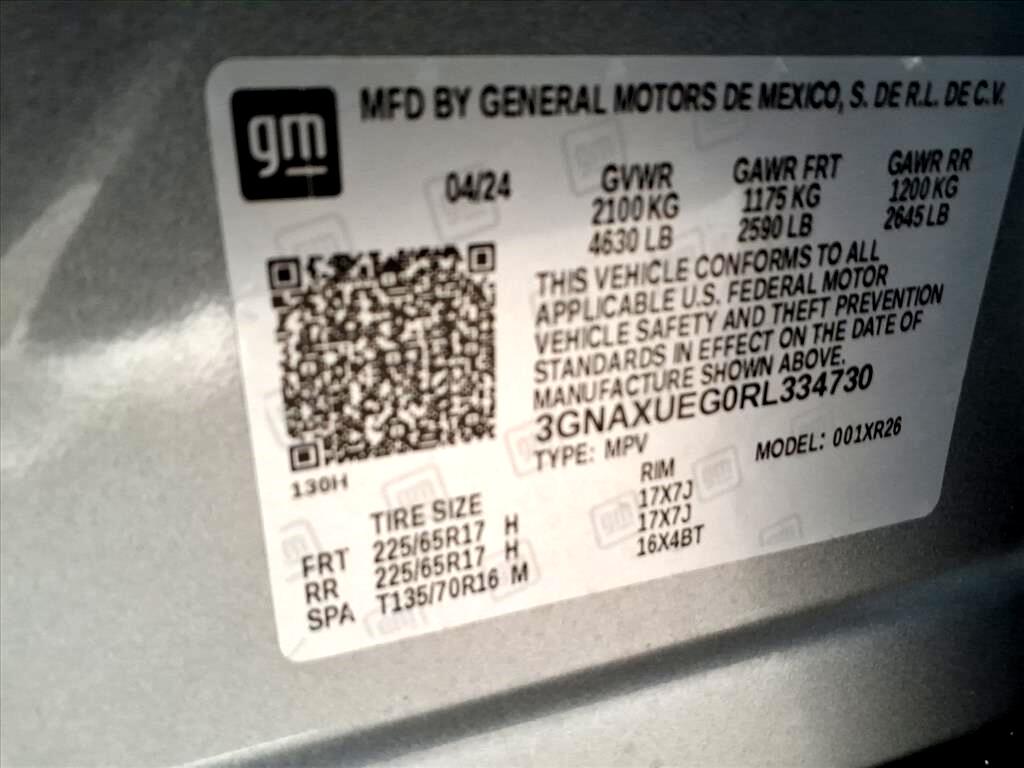 gm
MFD BY GENERAL MOTORS DE MEXICO, S. DE R.L. DE C.V.
04/24 GVWR GAWR FRT GAWR RR
2100 KG 1175 KG 1200 KG
4630 LB 2590 LB 2645 LB
THIS VEHICLE CONFORMS TO ALL
APPLICABLE U.S. FEDERAL MOTOR
VEHICLE SAFETY AND THEFT PREVENTION
STANDARDS IN EFFECT ON THE DATE OF
MANUFACTURE SHOWN ABOVE.
3GNAXUEG0RL334730
TYPE: MPV MODEL: 001XR26
130H
TIRE SIZE RIM
FRT 225/65R17 H 17X7J
RR 225/65R17 H 17X7J
SPA T135/70R16 M 16X4BT